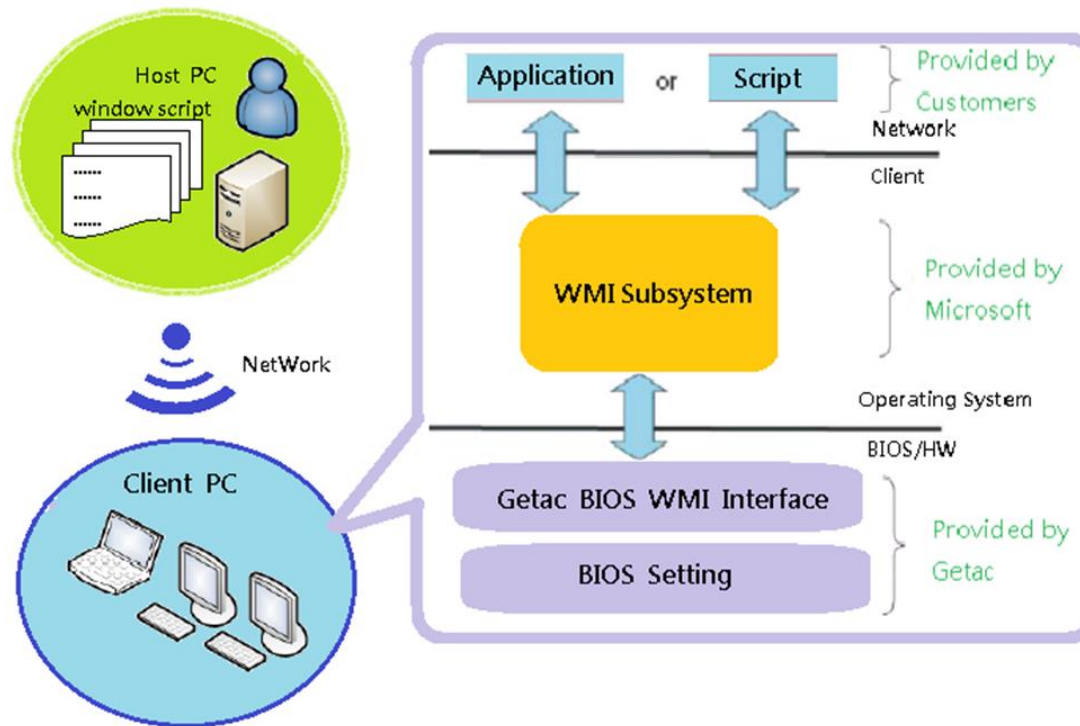 Host PC
window script
......
......
......
NetWork
Client PC
Application or Script
Provided by
Customers
Network
Client
WMI Subsystem
Provided by
Microsoft
Operating System
BIOS/HW
Getac BIOS WMI Interface
BIOS Setting
Provided by
Getac